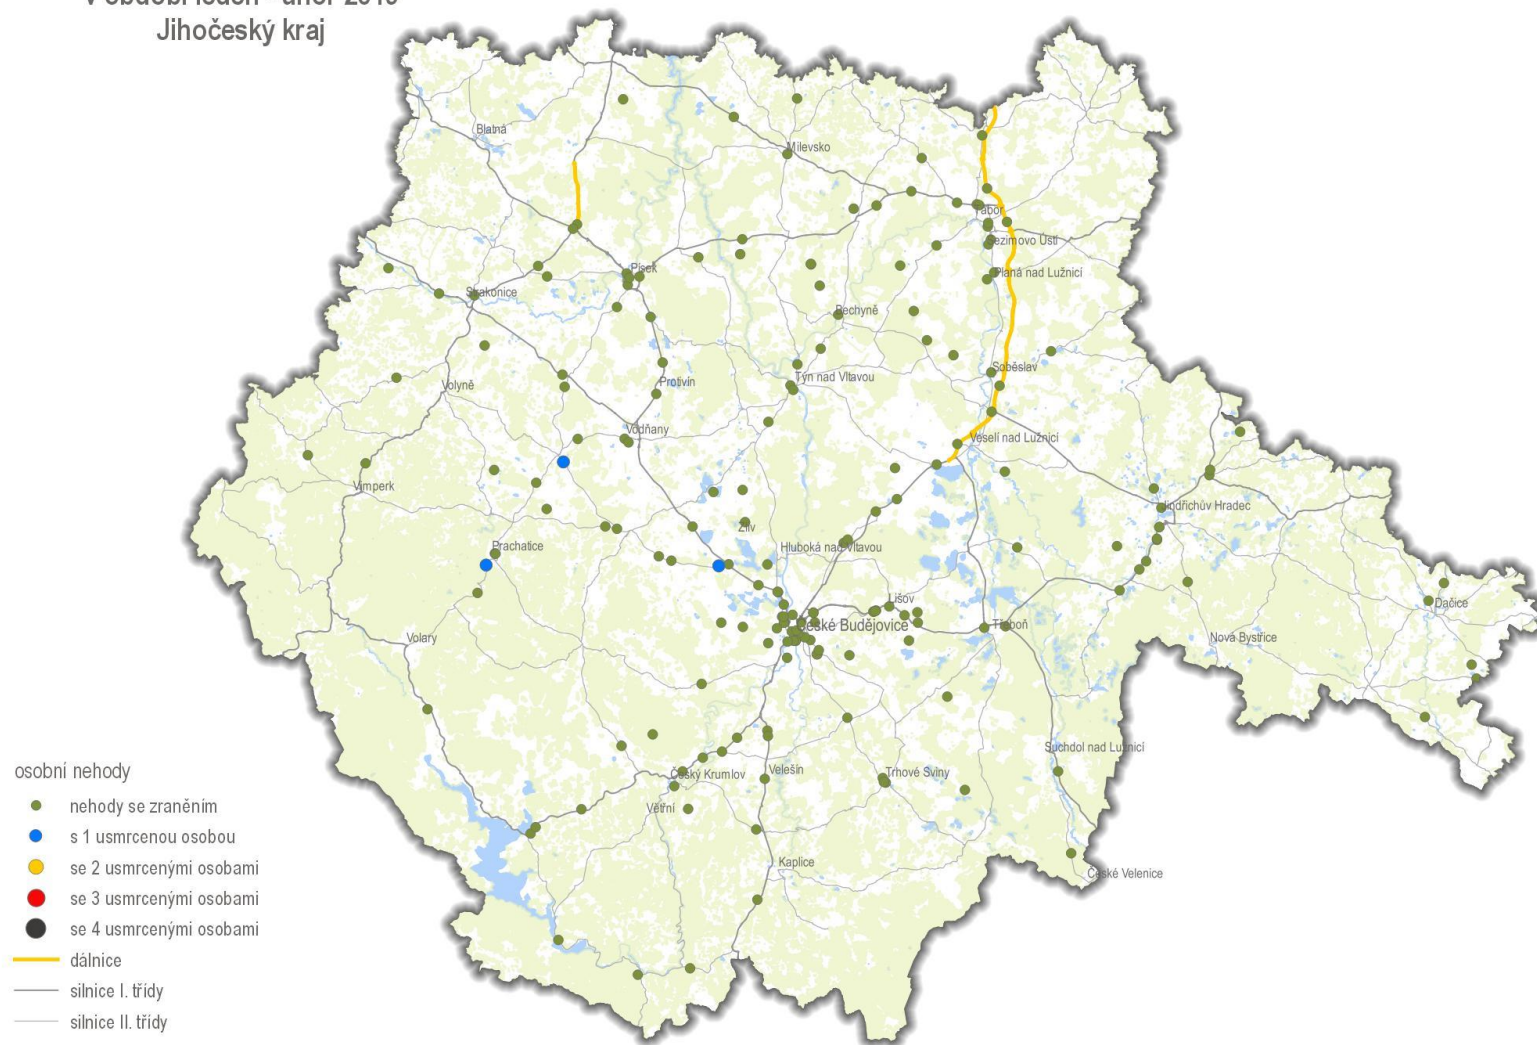 Jihočeský kraj
Blatná
Milevsko
Tábor
Sezimovo Ústí
Planá nad Lužnicí
Písek
Strakonice
Bechyně
Soběslav
Týn nad Vltavou
Volyně
Protivín
Vodňany
Veselí nad Lužnicí
Vimperk
Jindřichův Hradec
Zliv
Prachatice
Hluboká nad Vltavou
Lišov
Dačice
České Budějovice
Třeboň
Volary
Nová Bystřice
Suchdol nad Lužnicí
Český Krumlov
Velešín
Trhové Sviny
Větřní
Kaplice
České Velenice
osobní nehody
nehody se zraněním
s 1 usmrcenou osobou
se 2 usmrcenými osobami
se 3 usmrcenými osobami
se 4 usmrcenými osobami
dálnice
silnice I. třídy
silnice II. třídy